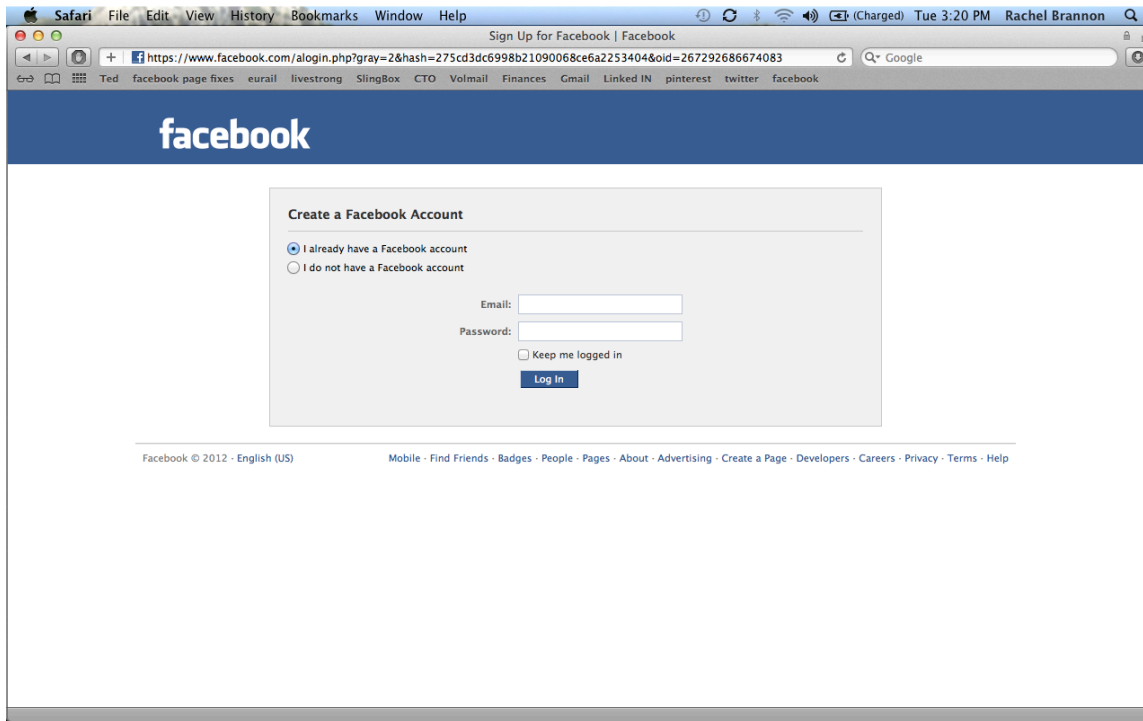 Safari File Edit View History Bookmarks Window Help (Charged) Tue 3:20 PM Rachel Brannon
Sign Up for Facebook | Facebook
https://www.facebook.com/alogin.php?gray=2&hash=275cd3dc6998b21090068ce6a2253404&oid=267292686674083 Google
Ted facebook page fixes eurail livestrong SlingBox CTO Volmail Finances Gmail Linked IN pinterest twitter facebook
facebook
Create a Facebook Account
I already have a Facebook account
I do not have a Facebook account
Email:
Password:
Keep me logged in
Log In
Facebook © 2012 · English (US) Mobile · Find Friends · Badges · People · Pages · About · Advertising · Create a Page · Developers · Careers · Privacy · Terms · Help